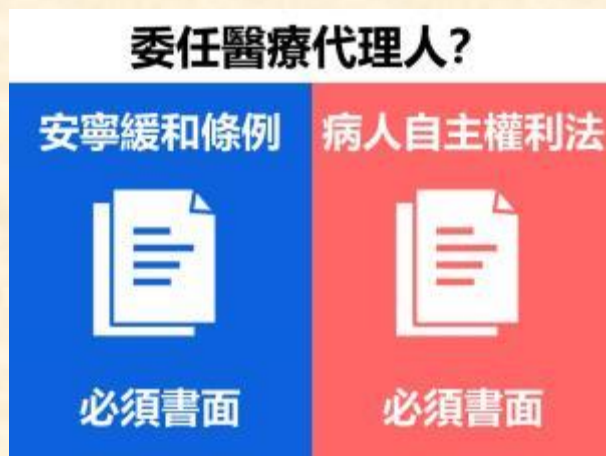 委任醫療代理人?
安寧緩和條例
病人自主權利法
必須書面
必須書面